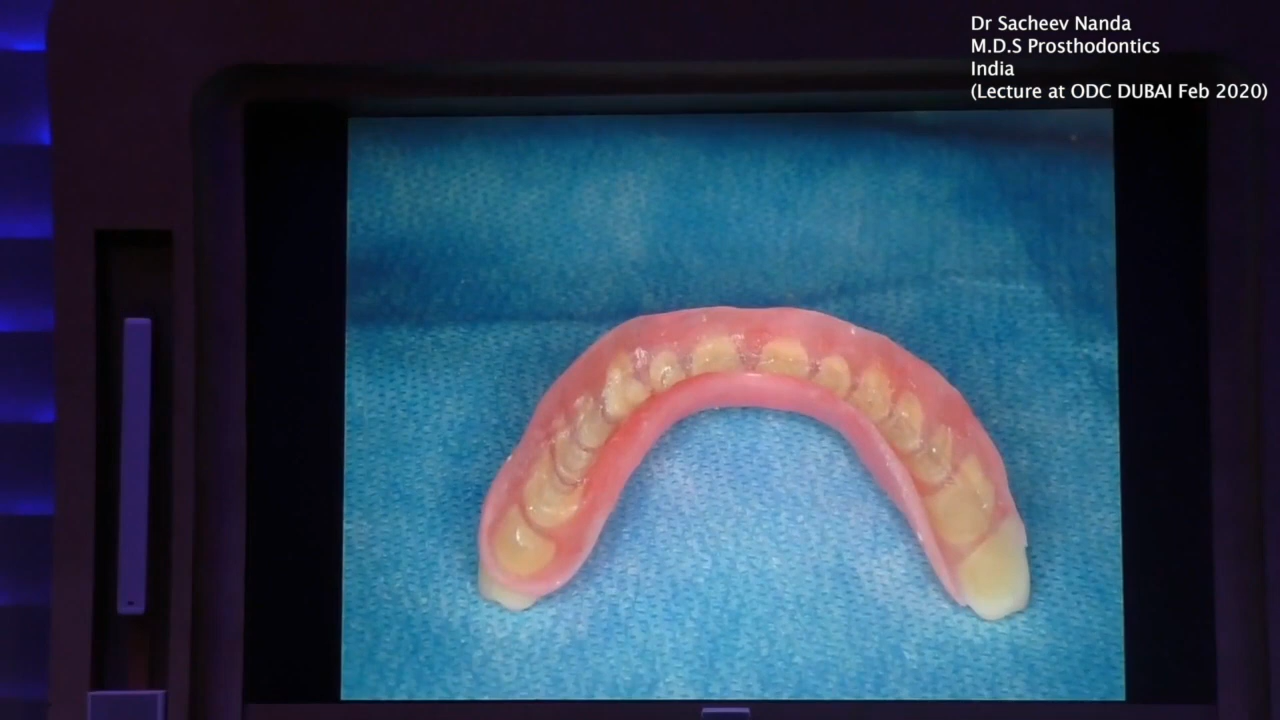 Dr Sacheev Nanda
M.D.S Prosthodontics
India
(Lecture at ODC DUBAI Feb 2020)